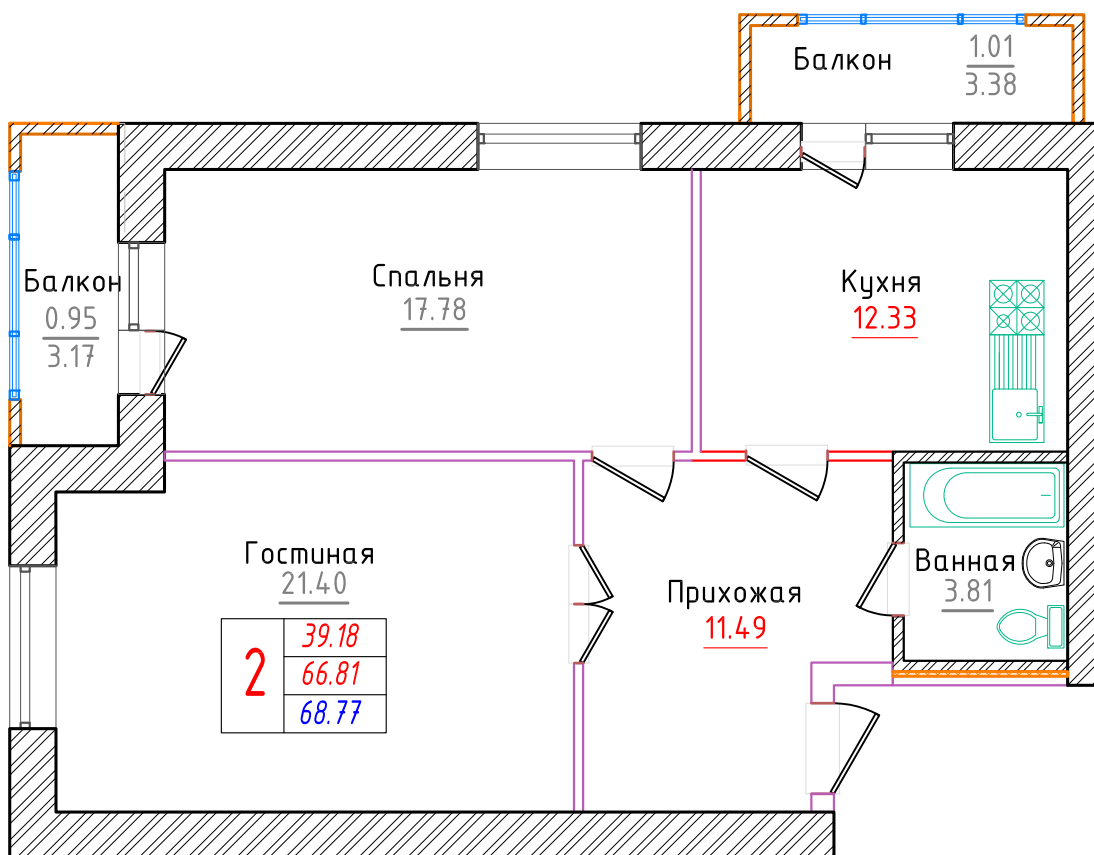 Балкон
1.01
3.38
Балкон
0.95
3.17
Спальня
17.78
Кухня
12.33
Гостиная
21.40
2
39.18
66.81
68.77
Прихожая
11.49
Ванная
3.81